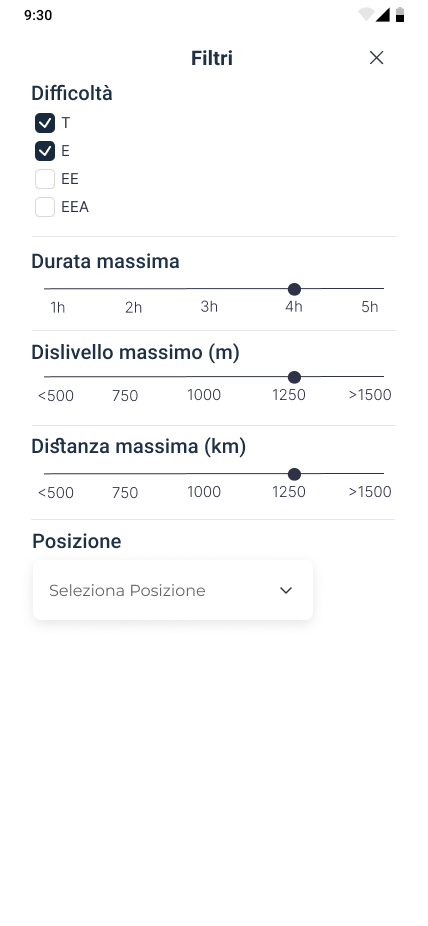 9:30
Filtri
Difficoltà
T
E
EE
EEA
Durata massima
1h 2h 3h 4h 5h
Dislivello massimo (m)
<500 750 1000 1250 >1500
Distanza massima (km)
<500 750 1000 1250 >1500
Posizione
Seleziona Posizione